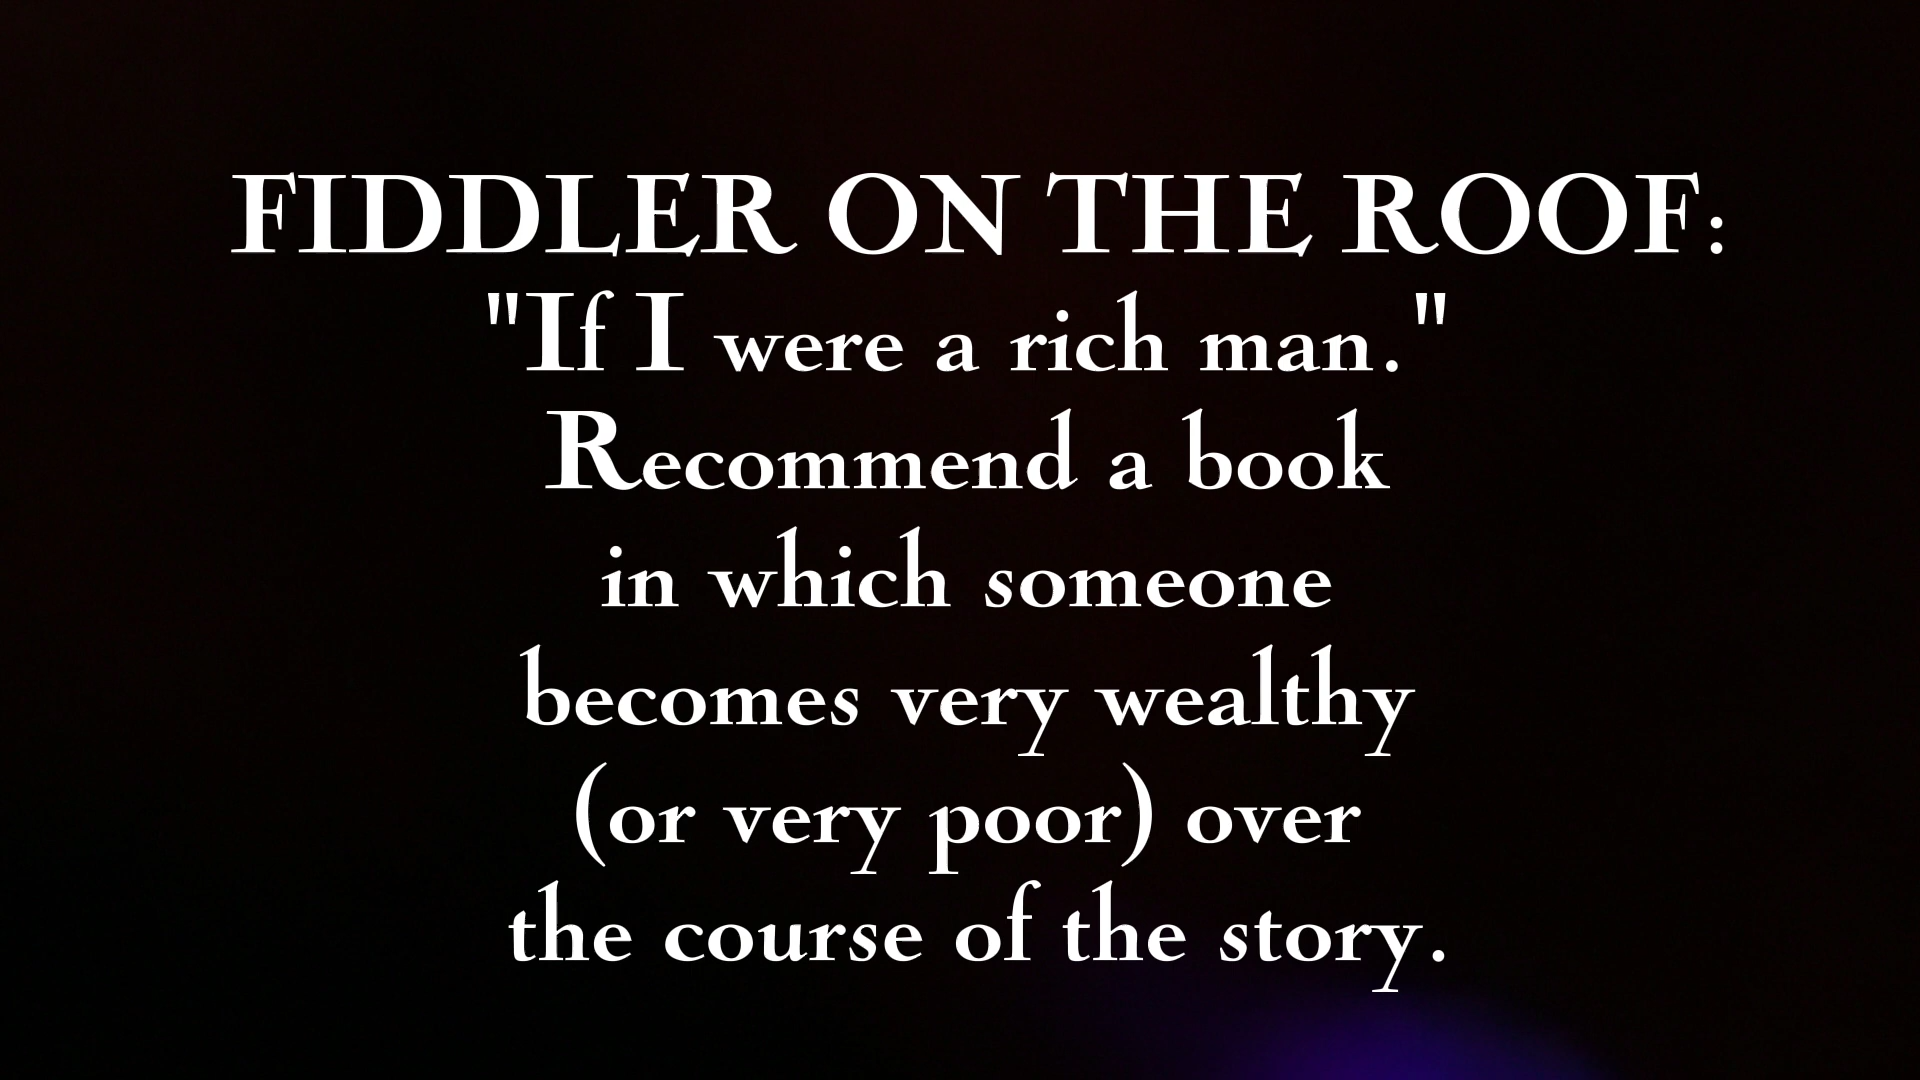 FIDDLER ON THE ROOF:
"If I were a rich man."
Recommend a book
in which someone
becomes very wealthy
(or very poor) over
the course of the story.